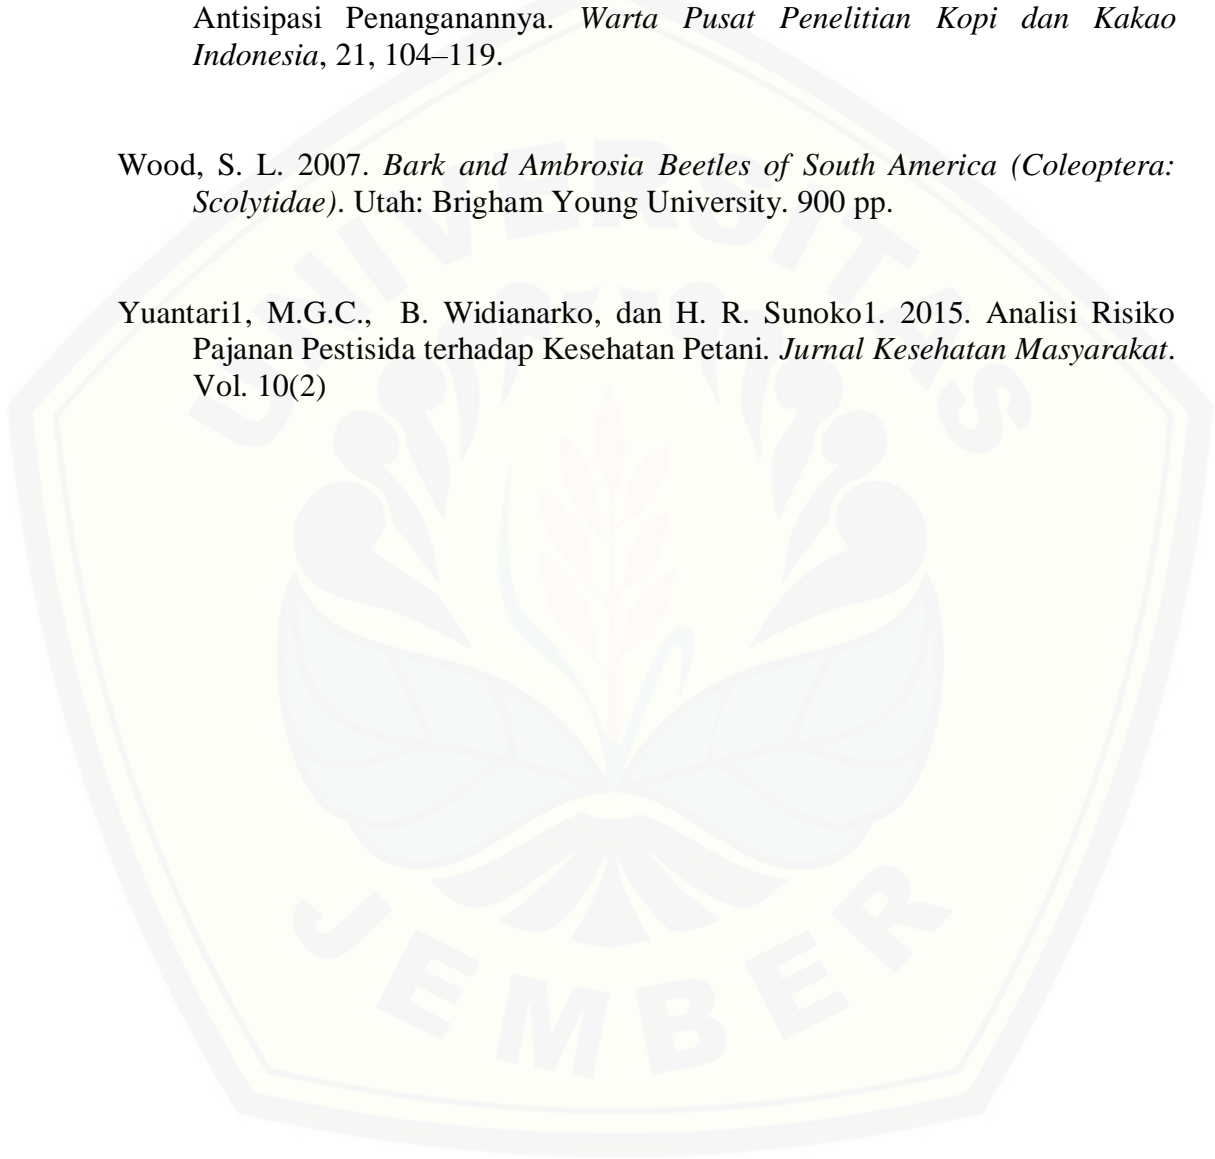 Antisipasi Penanganannya. Warta Pusat Penelitian Kopi dan Kakao
Indonesia, 21, 104–119.
Wood, S. L. 2007. Bark and Ambrosia Beetles of South America (Coleoptera:
Scolytidae). Utah: Brigham Young University. 900 pp.
Yuantari1, M.G.C., B. Widianarko, dan H. R. Sunoko1. 2015. Analisi Risiko
Pajanan Pestisida terhadap Kesehatan Petani. Jurnal Kesehatan Masyarakat.
Vol. 10(2)
UNIVERSITAS
JEMBER